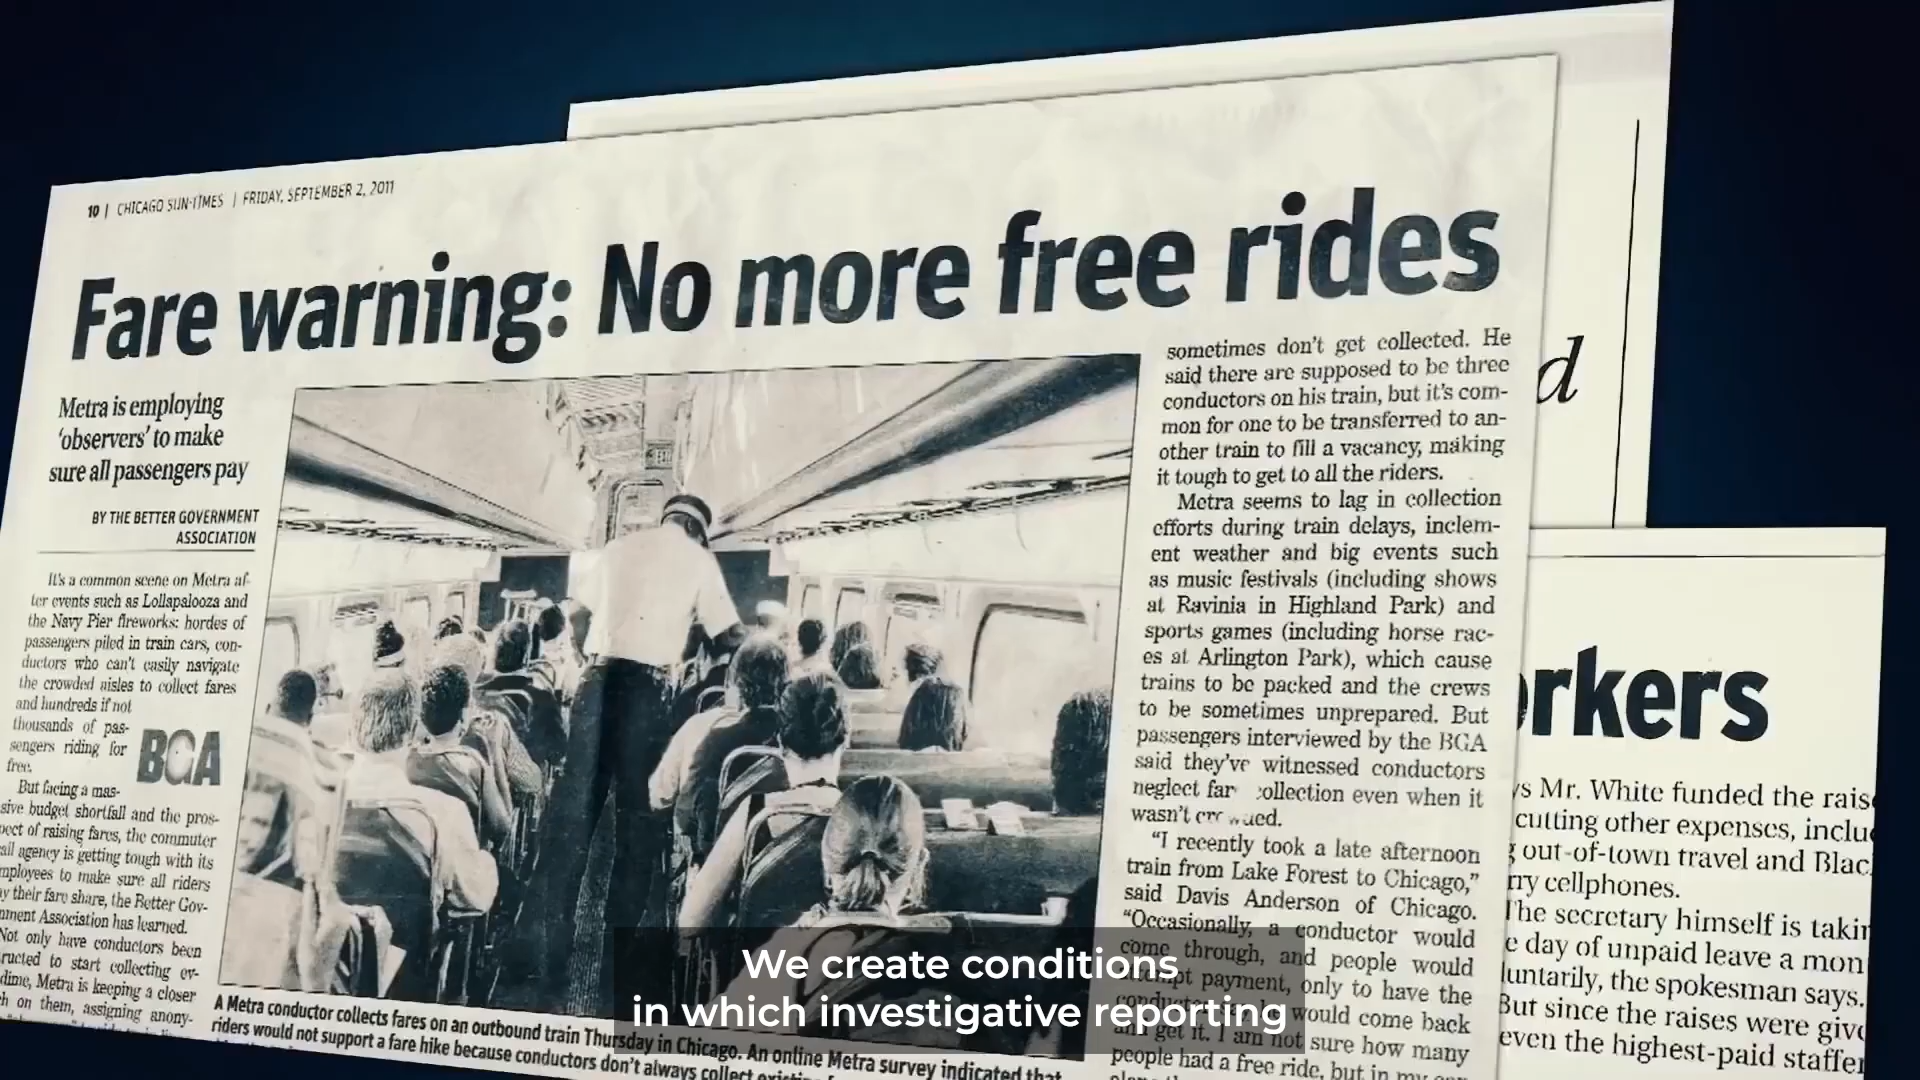 10 | CHICAGO SUN-TIMES | FRIDAY, SEPTEMBER 2, 2011
Fare warning: No more free rides
Metra is employing
'observers' to make
sure all passengers pay
BY THE BETTER GOVERNMENT
ASSOCIATION
It's a common scene on Metra af-
ter events such as Lollapalooza and
the Navy Pier fireworks: hordes of
passengers piled in train cars, con-
ductors who can't easily navigate
the crowded aisles to collect fares
and hundreds if not
thousands of pas-
sengers riding for
free.
BGA
But facing a mas-
sive budget shortfall and the pros-
pect of raising fares, the commuter
ail agency is getting tough with its
mployees to make sure all riders
y their fare share, the Better Gov-
nment Association has learned.
Not only have conductors been
ructed to start collecting ev-
dime, Metra is keeping a closer
h on them, assigning anony-
EXIT
A Metra conductor collects fares on an outbound train Thursday in Chicago. An online Metra survey indicated that
riders would not support a fare hike because conductors don't always collect
sometimes don't get collected. He
said there are supposed to be three
conductors on his train, but it's com-
mon for one to be transferred to an-
other train to fill a vacancy, making
it tough to get to all the riders.
Metra seems to lag in collection
efforts during train delays, inclem-
ent weather and big events such
as music festivals (including shows
at Ravinia in Highland Park) and
sports games (including horse rac-
es at Arlington Park), which cause
trains to be packed and the crews
to be sometimes unprepared. But
passengers interviewed by the BGA
said they've witnessed conductors
neglect far collection even when it
wasn't
"I recently took a late afternoon
train from Lake Forest to Chicago,"
said Davis Anderson of Chicago.
"Occasionally, a conductor would
come through, and people would
payment, only to have the
would come back
get it. I am not sure how many
people had a free ride, but in my
d
orkers
ys Mr. White funded the rais
cutting other expenses, inclu
g out-of-town travel and Blac
rry cellphones.
The secretary himself is takin
e day of unpaid leave a mon
luntarily, the spokesman says.
But since the raises were giv
even the highest-paid staffer
We create conditions
in which investigative reporting